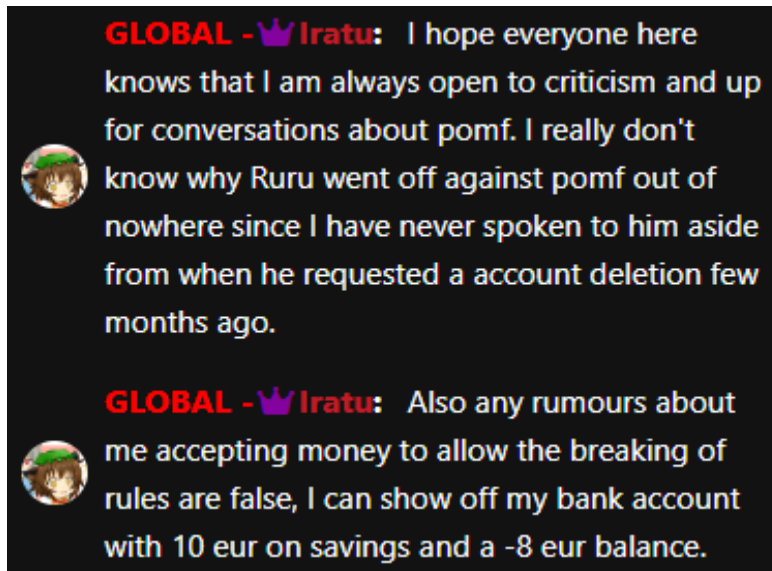 GLOBAL - Iratu: I hope everyone here
knows that I am always open to criticism and up
for conversations about pomf. I really don't
know why Ruru went off against pomf out of
nowhere since I have never spoken to him aside
from when he requested a account deletion few
months ago.
GLOBAL - Iratu: Also any rumours about
me accepting money to allow the breaking of
rules are false, I can show off my bank account
with 10 eur on savings and a -8 eur balance.